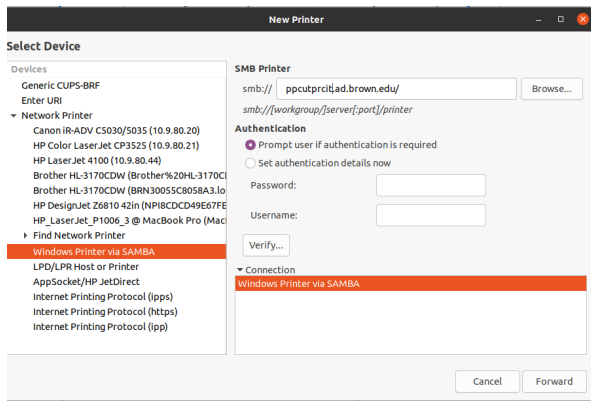 New Printer
Select Device
Devices
Generic CUPS-BRF
Enter URI
Network Printer
Canon iR-ADV C5030/5035 (10.9.80.20)
HP Color LaserJet CP3525 (10.9.80.21)
HP LaserJet 4100 (10.9.80.44)
Brother HL-3170CDW (Brother%20HL-3170C
Brother HL-3170CDW (BRN30055C8058A3.lo
HP DesignJet Z6810 42in (NPI8CDCD49E67FE
HP_LaserJet_P1006_3 @ MacBook Pro (Mac
Find Network Printer
Windows Printer via SAMBA
LPD/LPR Host or Printer
AppSocket/HP JetDirect
Internet Printing Protocol (ipps)
Internet Printing Protocol (https)
Internet Printing Protocol (ipp)
SMB Printer
smb:// ppcutprcit.ad.brown.edu/ Browse...
smb://[workgroup/]server[:port]/printer
Authentication
Prompt user if authentication is required
Set authentication details now
Password:
Username:
Verify...
Connection
Windows Printer via SAMBA
Cancel Forward